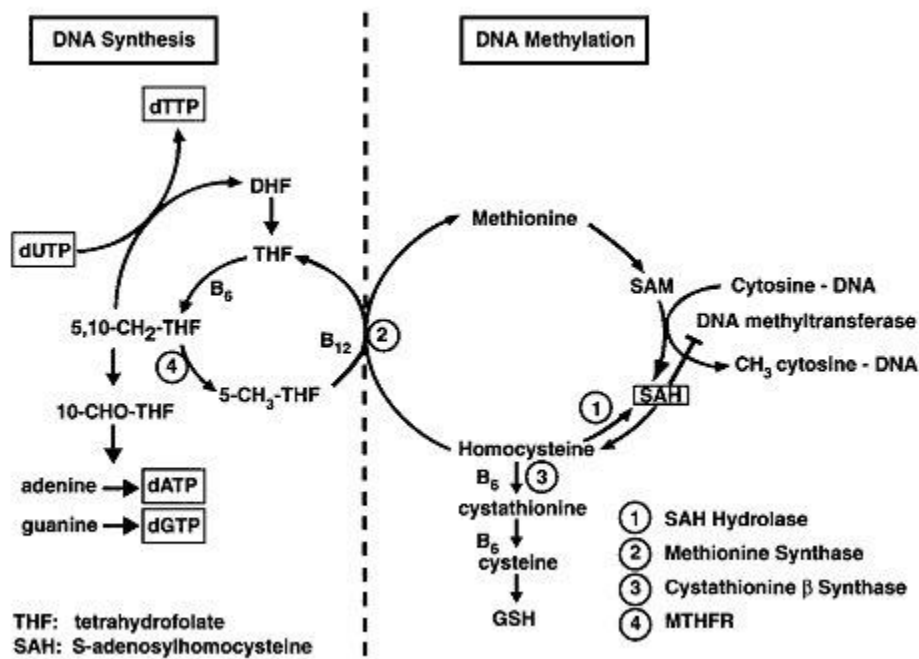 DNA Synthesis
DNA Methylation
dTTP
DHF
dUTP
THF
B6
5,10-CH2-THF
4
5-CH3-THF
10-CHO-THF
adenine
dATP
guanine
dGTP
THF: tetrahydrofolate
SAH: S-adenosylhomocysteine
B12
2
Methionine
SAM
Cytosine - DNA
DNA methyltransferase
CH3 cytosine - DNA
SAH
1
Homocysteine
B6
3
cystathionine
B6
cysteine
GSH
1 SAH Hydrolase
2 Methionine Synthase
3 Cystathionine β Synthase
4 MTHFR